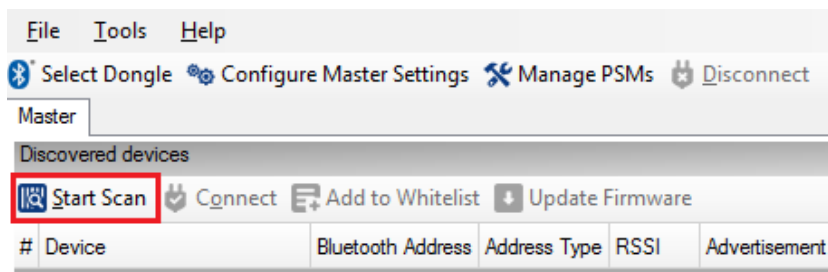 File Tools Help
Select Dongle Configure Master Settings Manage PSMs Disconnect
Master
Discovered devices
Start Scan Connect Add to Whitelist Update Firmware
# Device Bluetooth Address Address Type RSSI Advertisement